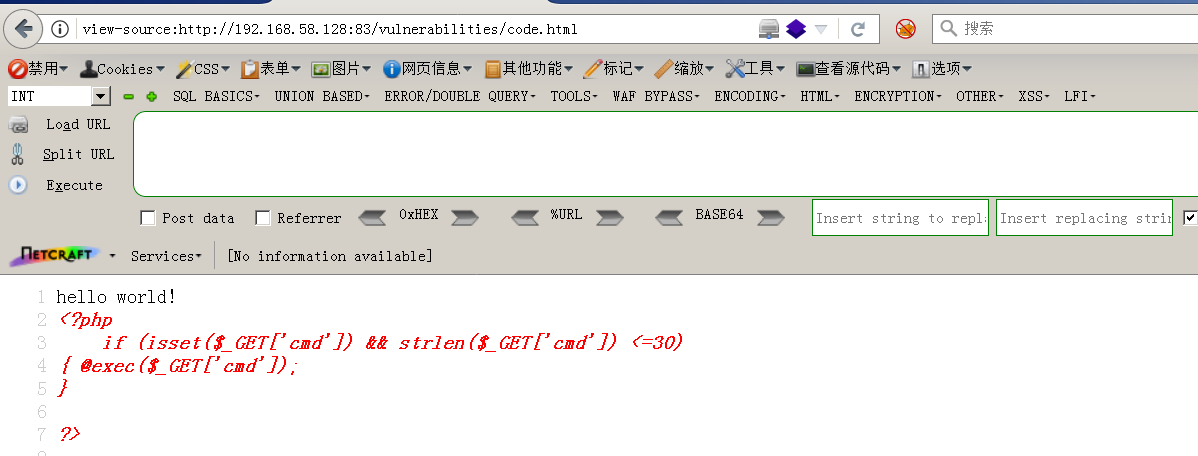 view-source:http://192.168.58.128:83/vulnerabilities/code.html 搜索
禁用 Cookies CSS 表单 图片 网页信息 其他功能 标记 缩放 工具 查看源代码 选项
INT SQL BASICS UNION BASED ERROR/DOUBLE QUERY TOOLS WAF BYPASS ENCODING HTML ENCRYPTION OTHER XSS LFI
Load URL
Split URL
Execute
Post data Referrer 0xHEX %URL BASE64 Insert string to repl Insert replacing strin
NETCRAFT Services [No information available]
1 hello world!
2 <?php
3 if (isset($_GET['cmd']) && strlen($_GET['cmd']) <=30)
4 { @exec($_GET['cmd']);
5 }
6
7 ?>